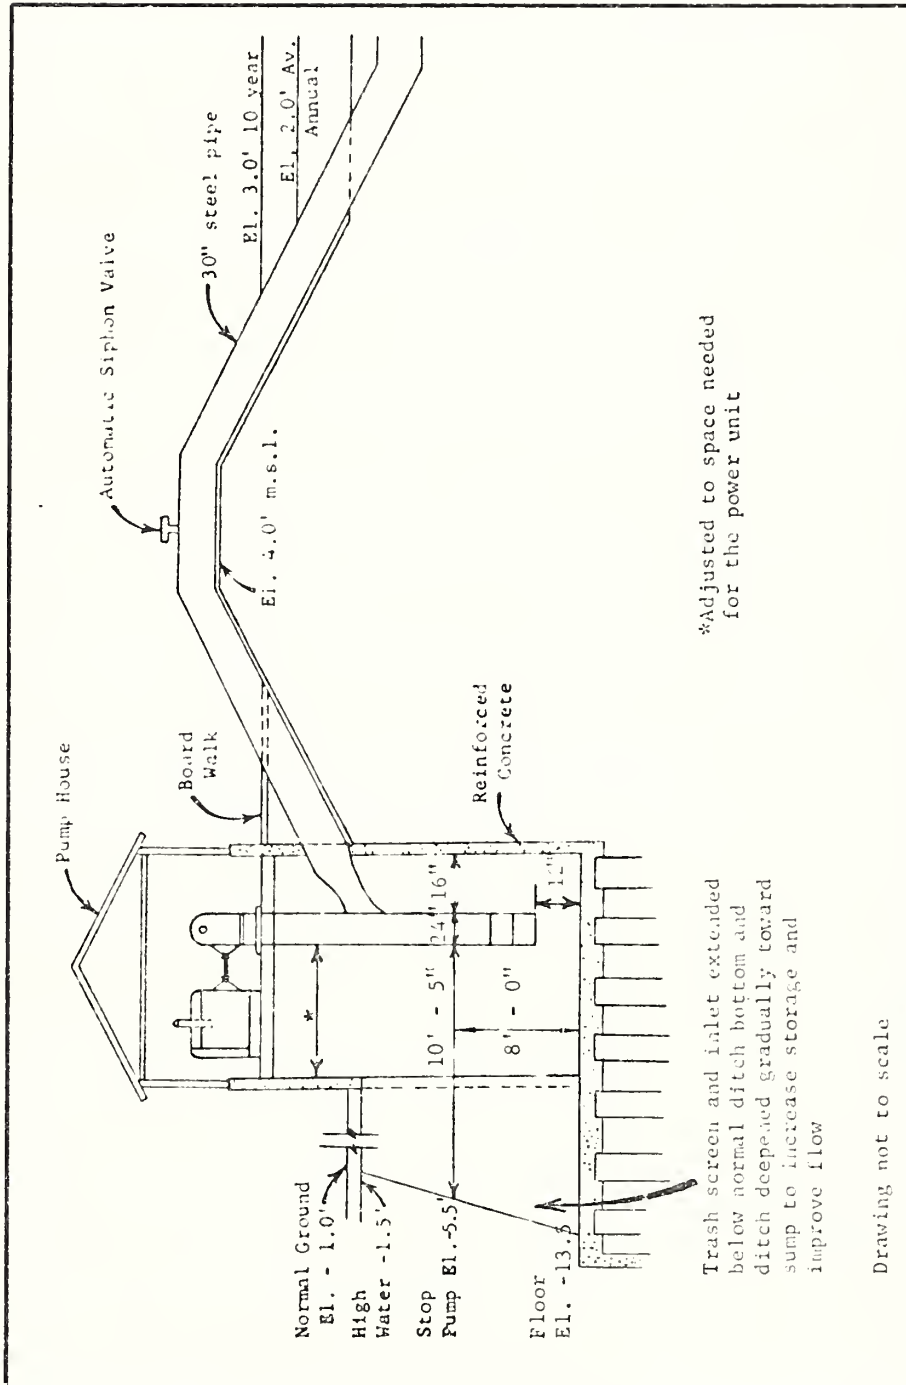 Pump House
Automatic Siphon Valve
30" steel pipe
El. 3.0' 10 year
El. 2.0' Av.
Annual
Board
Walk
El. 4.0' m.s.l.
Normal Ground
El. - 1.0'
High
Water -1.5'
Stop
Pump El.-5.5'
Floor
El. -13.5
*
10' - 5"
24"
16"
8' - 0"
12"
Reinforced
Concrete
*Adjusted to space needed
for the power unit
Trash screen and inlet extended
below normal ditch bottom and
ditch deepened gradually toward
sump to increase storage and
improve flow
Drawing not to scale